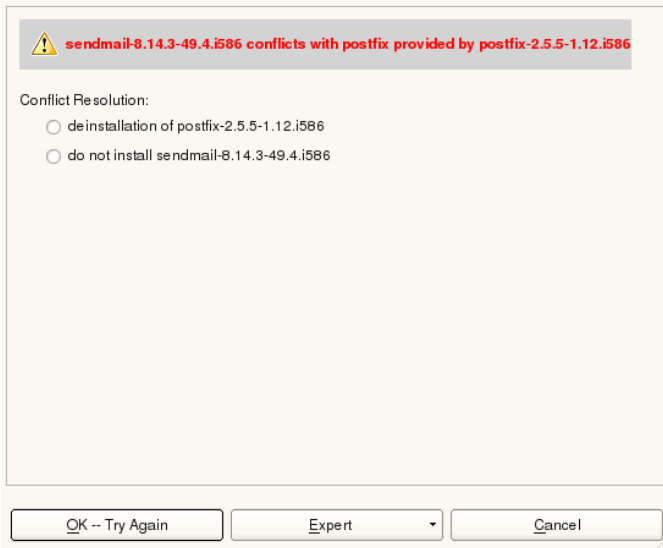 sendmail-8.14.3-49.4.i586 conflicts with postfix provided by postfix-2.5.5-1.12.i586
Conflict Resolution:
deinstallation of postfix-2.5.5-1.12.i586
do not install sendmail-8.14.3-49.4.i586
OK -- Try Again
Expert
Cancel